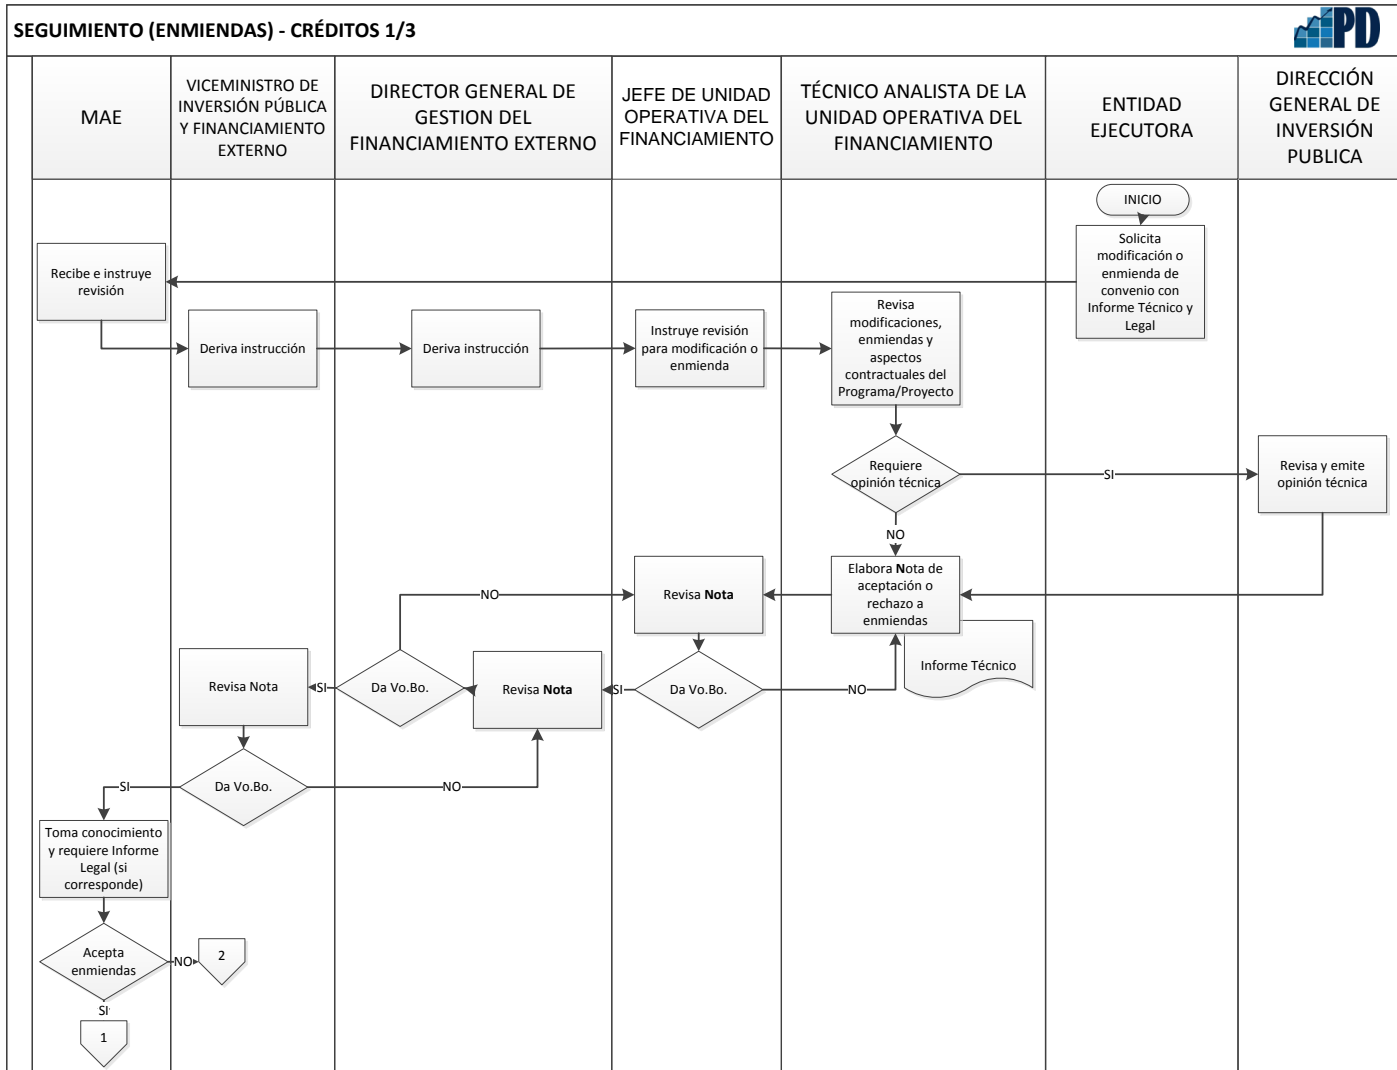 SEGUIMIENTO (ENMIENDAS) - CRÉDITOS 1/3
PD
MAE
VICEMINISTRO DE
INVERSIÓN PÚBLICA
Y FINANCIAMIENTO
EXTERNO
DIRECTOR GENERAL DE
GESTION DEL
FINANCIAMIENTO EXTERNO
JEFE DE UNIDAD
OPERATIVA DEL
FINANCIAMIENTO
TÉCNICO ANALISTA DE LA
UNIDAD OPERATIVA DEL
FINANCIAMIENTO
ENTIDAD
EJECUTORA
DIRECCIÓN
GENERAL DE
INVERSIÓN
PUBLICA
INICIO
Solicita
modificación o
enmienda de
convenio con
Informe Técnico y
Legal
Recibe e instruye
revisión
Deriva instrucción
Deriva instrucción
Instruye revisión
para modificación o
enmienda
Revisa
modificaciones,
enmiendas y
aspectos
contractuales del
Programa/Proyecto
Requiere
opinión técnica
SI
Revisa y emite
opinión técnica
NO
Elabora Nota de
aceptación o
rechazo a
enmiendas
Informe Técnico
Revisa Nota
NO
Da Vo.Bo.
NO
SI
Revisa Nota
Da Vo.Bo.
SI
Revisa Nota
Da Vo.Bo.
NO
SI
Toma conocimiento
y requiere Informe
Legal (si
corresponde)
Acepta
enmiendas
NO
2
SI
1